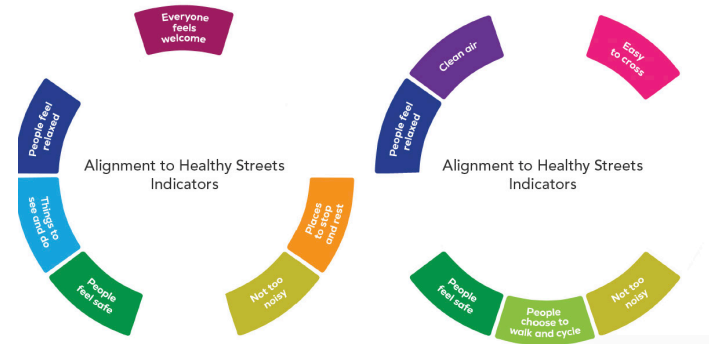 Everyone
feels
welcome
People feel
relaxed
Things to
see and do
People
feel safe
Not too
noisy
Places
to stop
and rest
Alignment to Healthy Streets
Indicators
Clean air
Easy
to cross
People feel
relaxed
People
feel safe
People
choose to
walk and cycle
Not too
noisy
Alignment to Healthy Streets
Indicators